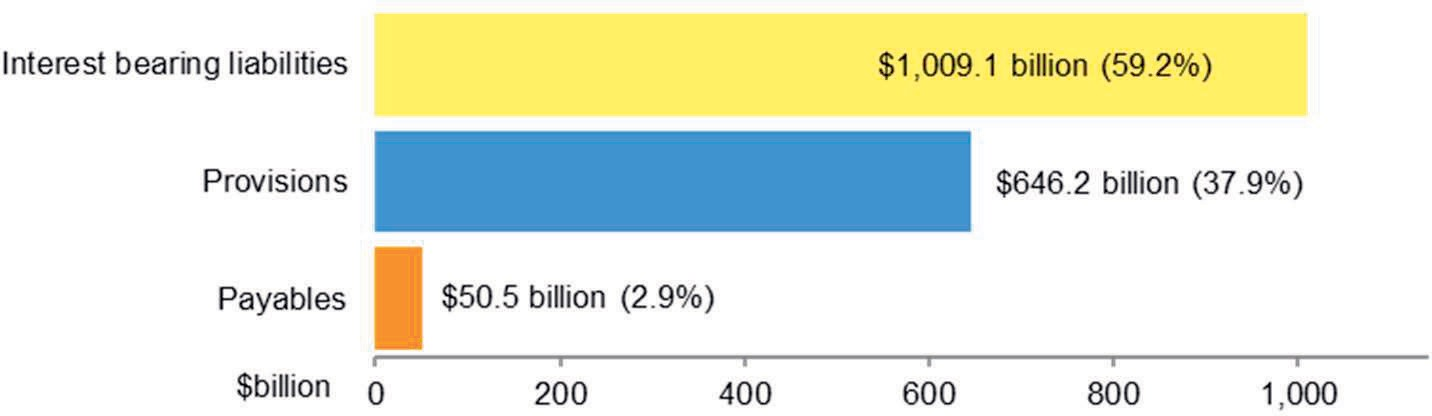 Interest bearing liabilities
$1,009.1 billion (59.2%)
Provisions
$646.2 billion (37.9%)
Payables
$50.5 billion (2.9%)
$billion 0 200 400 600 800 1,000